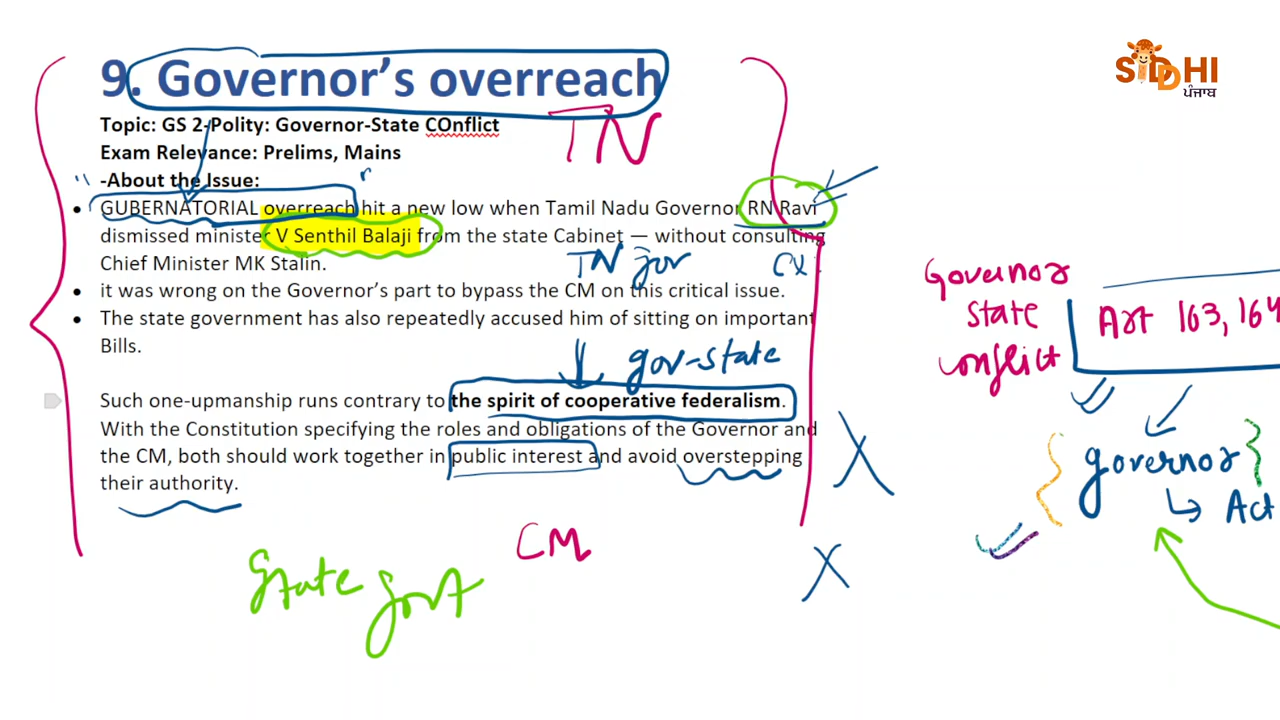 SIDDHI
ਪੰਜਾਬ
9. Governor's overreach
Topic: GS 2-Polity: Governor-State COnflict
TN
Exam Relevance: Prelims, Mains
-About the Issue:
• GUBERNATORIAL overreach hit a new low when Tamil Nadu Governor RN Ravi
dismissed minister V Senthil Balaji from the state Cabinet — without consulting
Chief Minister MK Stalin.
TN gov
• it was wrong on the Governor's part to bypass the CM on this critical issue.
• The state government has also repeatedly accused him of sitting on important
Bills.
gov-state
Such one-upmanship runs contrary to the spirit of cooperative federalism.
With the Constitution specifying the roles and obligations of the Governor and
the CM, both should work together in public interest and avoid overstepping
their authority.
CM
State govt
Governor
state
conflict
Art 163, 164
governor
Act